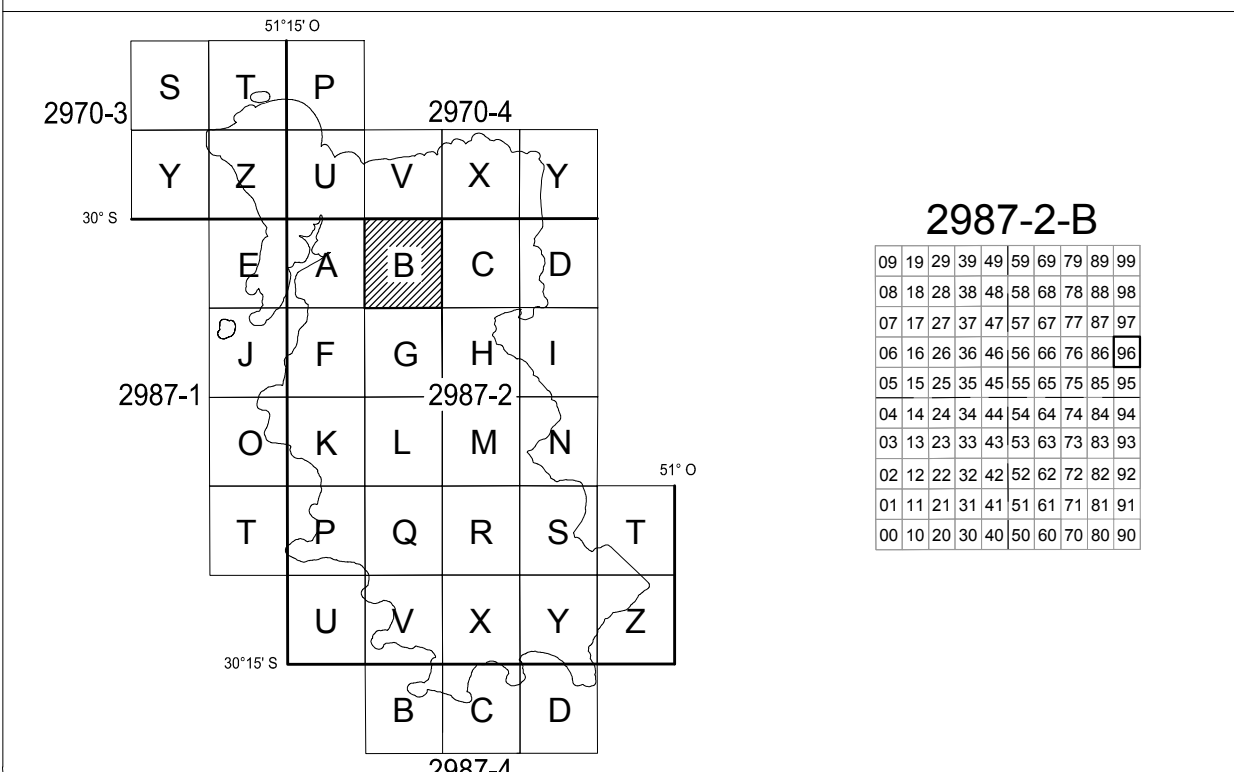 51°15' O
S T P
2970-3 2970-4
Y Z U V X Y
30° S
E A B C D
J F G H I
2987-1 2987-2
O K L M N
51° O
T P Q R S T
U V X Y Z
30°15' S
B C D
2987-4
2987-2-B
09 19 29 39 49 59 69 79 89 99
08 18 28 38 48 58 68 78 88 98
07 17 27 37 47 57 67 77 87 97
06 16 26 36 46 56 66 76 86 96
05 15 25 35 45 55 65 75 85 95
04 14 24 34 44 54 64 74 84 94
03 13 23 33 43 53 63 73 83 93
02 12 22 32 42 52 62 72 82 92
01 11 21 31 41 51 61 71 81 91
00 10 20 30 40 50 60 70 80 90